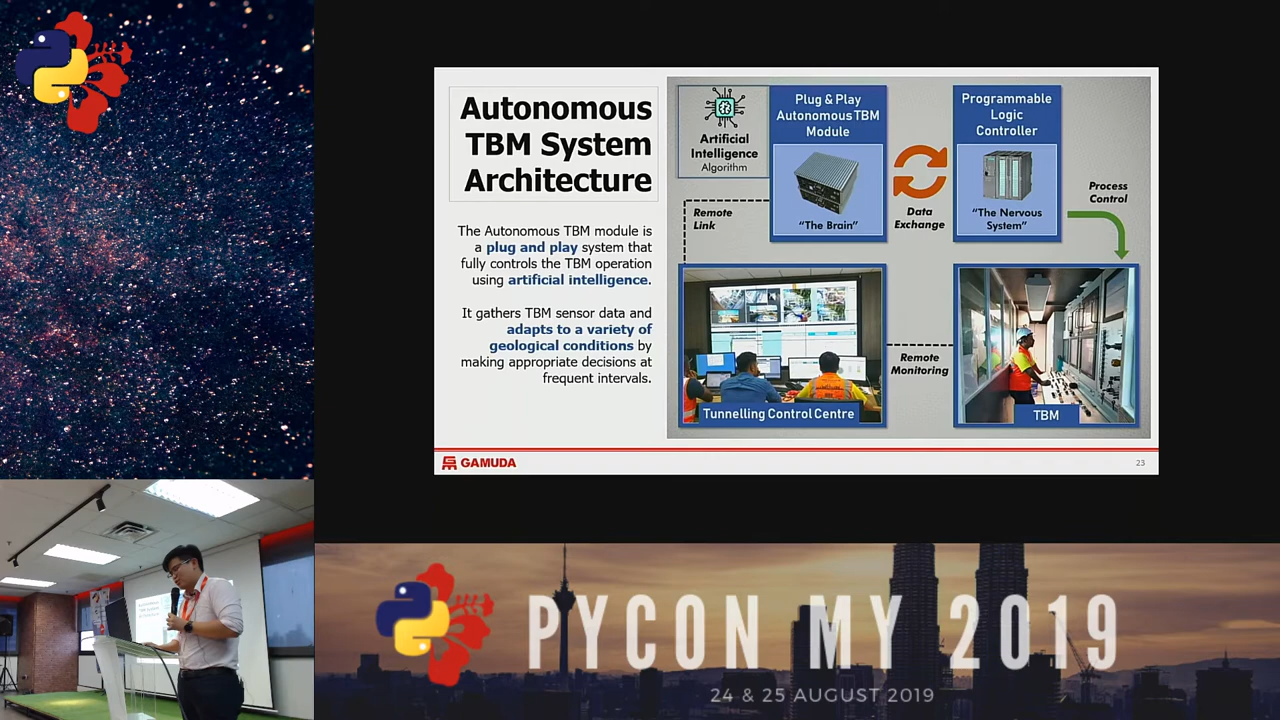 Autonomous
TBM System
Architecture
The Autonomous TBM module is
a plug and play system that
fully controls the TBM operation
using artificial intelligence.
It gathers TBM sensor data and
adapts to a variety of
geological conditions by
making appropriate decisions at
frequent intervals.
Artificial
Intelligence
Algorithm
Plug & Play
Autonomous TBM
Module
"The Brain"
Data
Exchange
Programmable
Logic
Controller
"The Nervous
System"
Process
Control
Remote
Link
Tunnelling Control Centre
Remote
Monitoring
TBM
GAMUDA
23
Autonomous
TBM System
Architecture
PYCON MY 2019
24 & 25 AUGUST 2019